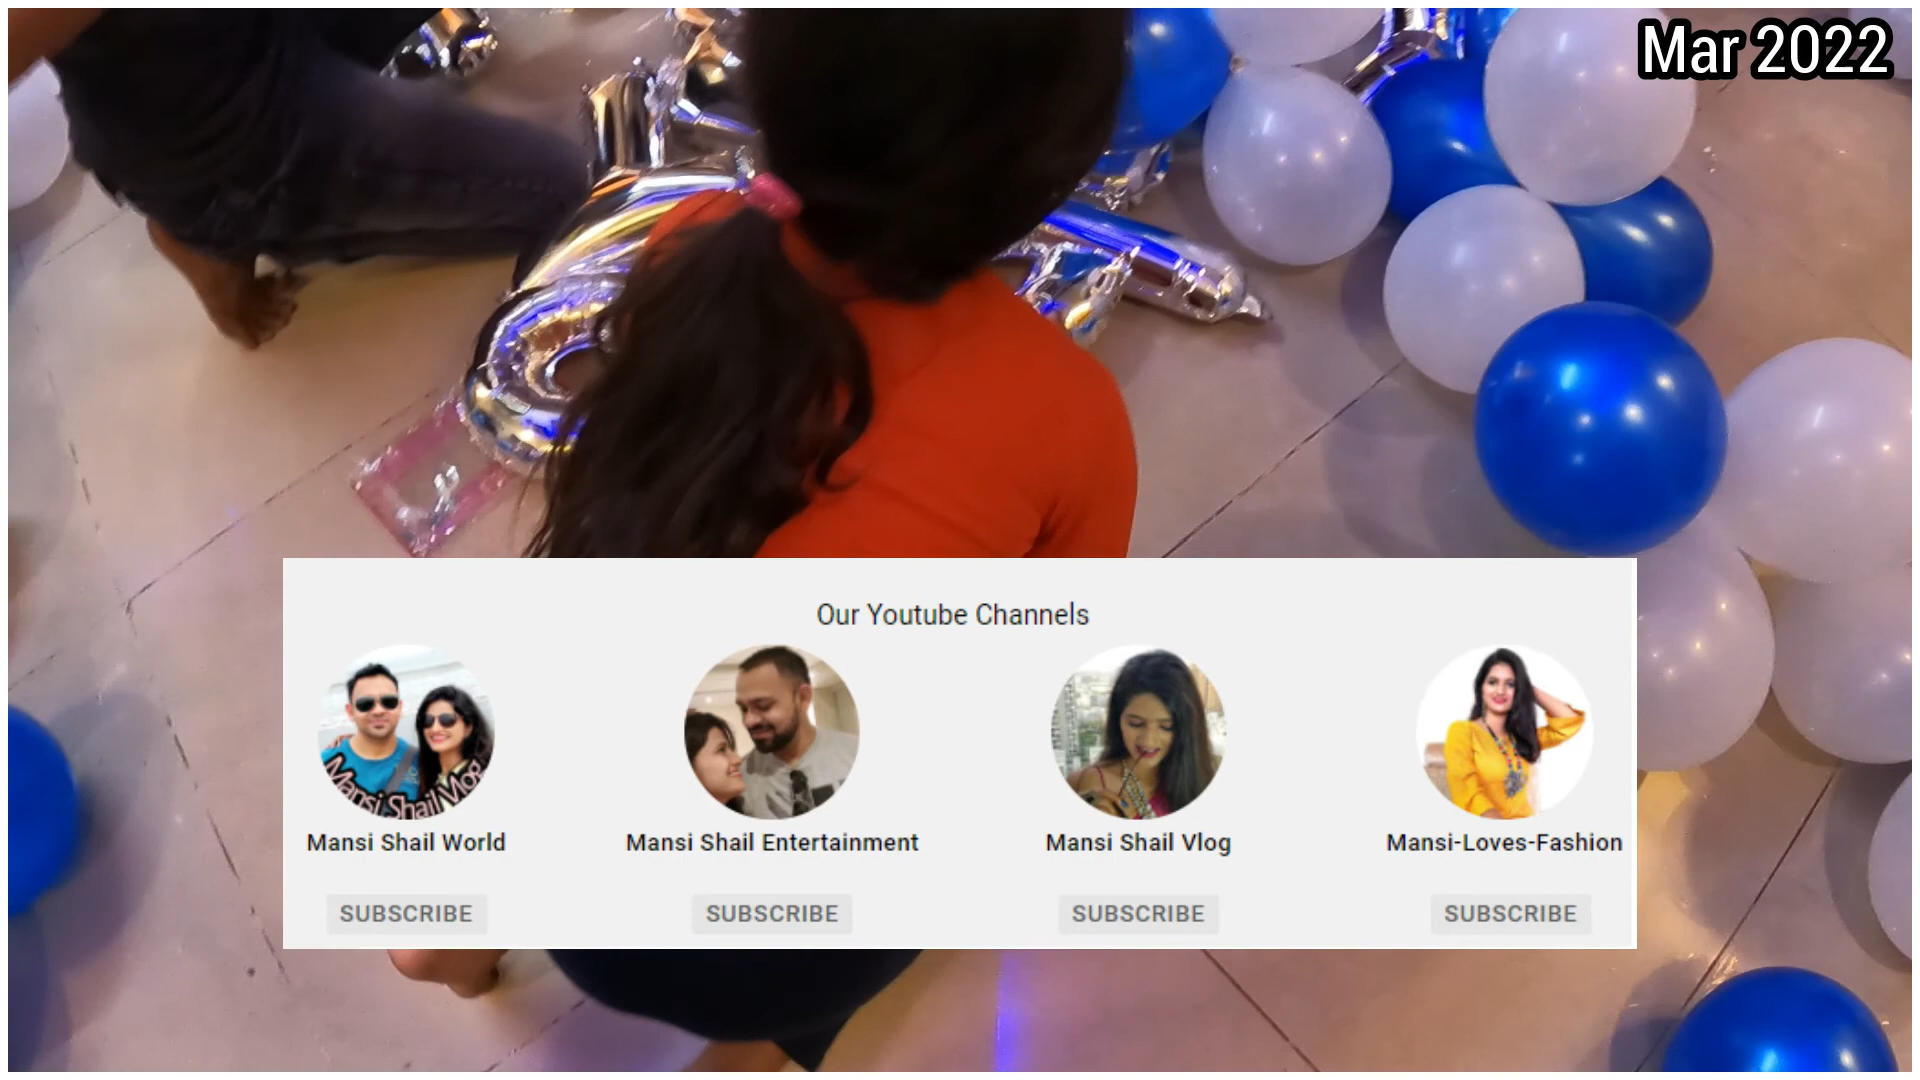 Mar 2022
Our Youtube Channels
Mansi Shail Vlog
Mansi Shail World
Mansi Shail Entertainment
Mansi Shail Vlog
Mansi-Loves-Fashion
SUBSCRIBE
SUBSCRIBE
SUBSCRIBE
SUBSCRIBE